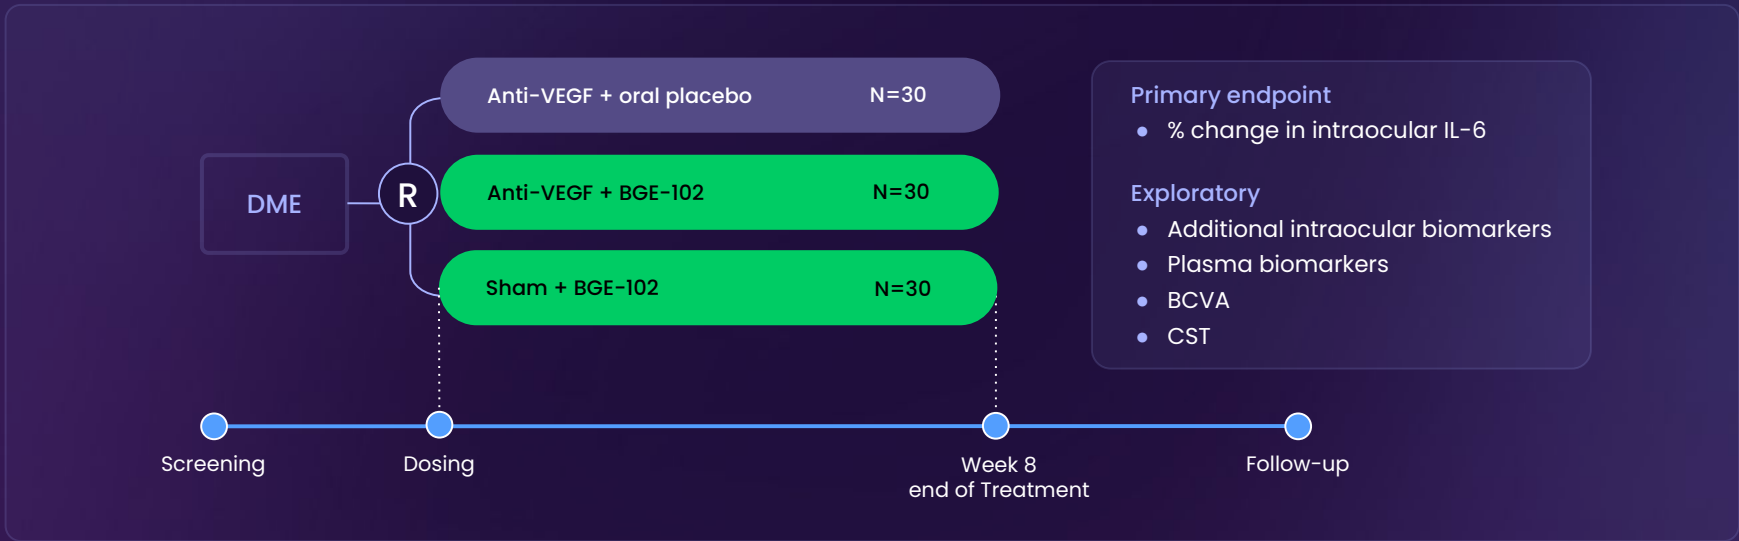 DME
R
Anti-VEGF + oral placebo N=30
Anti-VEGF + BGE-102 N=30
Sham + BGE-102 N=30
Primary endpoint
% change in intraocular IL-6
Exploratory
Additional intraocular biomarkers
Plasma biomarkers
BCVA
CST
Screening
Dosing
Week 8
end of Treatment
Follow-up